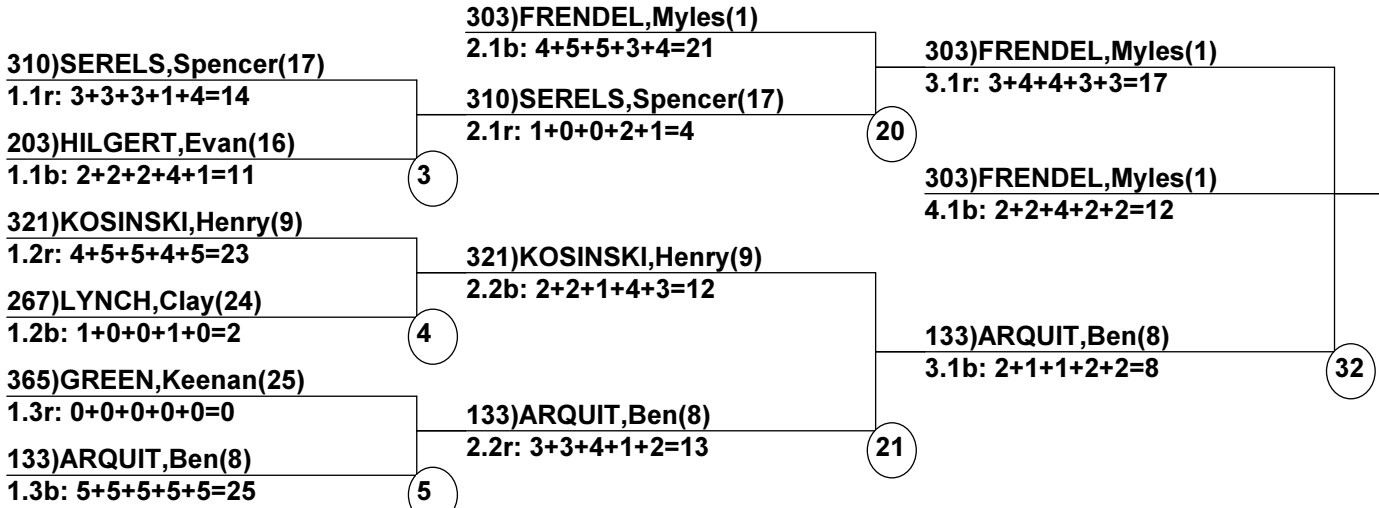 310)SERELS,Spencer(17)
1.1r: 3+3+3+1+4=14
203)HILGERT,Evan(16)
1.1b: 2+2+2+4+1=11
3
321)KOSINSKI,Henry(9)
1.2r: 4+5+5+4+5=23
267)LYNCH,Clay(24)
1.2b: 1+0+0+1+0=2
4
365)GREEN,Keenan(25)
1.3r: 0+0+0+0+0=0
133)ARQUIT,Ben(8)
1.3b: 5+5+5+5+5=25
5
303)FRENDEL,Myles(1)
2.1b: 4+5+5+3+4=21
310)SERELS,Spencer(17)
2.1r: 1+0+0+2+1=4
20
321)KOSINSKI,Henry(9)
2.2b: 2+2+1+4+3=12
133)ARQUIT,Ben(8)
2.2r: 3+3+4+1+2=13
21
303)FRENDEL,Myles(1)
3.1r: 3+4+4+3+3=17
303)FRENDEL,Myles(1)
4.1b: 2+2+4+2+2=12
133)ARQUIT,Ben(8)
3.1b: 2+1+1+2+2=8
32